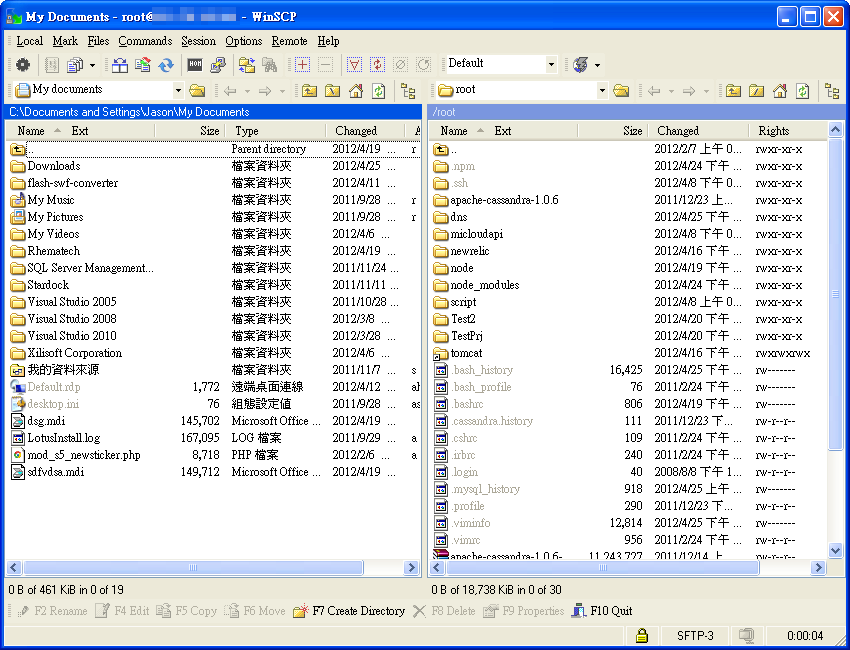 My Documents - root@ - WinSCP
Local Mark Files Commands Session Options Remote Help
Default
My documents root
C:\Documents and Settings\Jason\My Documents /root
Name Ext Size Type Changed A Name Ext Size Changed Rights
.. Parent directory 2012/4/19 ... r .. 2012/2/7 上午 0... rwxr-xr-x
Downloads 檔案資料夾 2012/4/25 ... .npm 2012/4/24 下午 ... rwxr-xr-x
flash-swf-converter 檔案資料夾 2012/4/11 ... .ssh 2012/4/8 下午 0... rwxr-xr-x
My Music 檔案資料夾 2011/9/28 ... r apache-cassandra-1.0.6 2011/12/23 上... rwxr-xr-x
My Pictures 檔案資料夾 2011/9/28 ... r dns 2012/4/25 下午 ... rwxr-xr-x
My Videos 檔案資料夾 2012/4/6 ... micloudapi 2012/4/8 下午 0... rwxr-xr-x
Rhematech 檔案資料夾 2012/4/19 ... newrelic 2012/4/16 下午 ... rwxr-xr-x
SQL Server Management... 檔案資料夾 2011/11/24 ... node 2012/4/19 下午 ... rwxr-xr-x
Stardock 檔案資料夾 2011/11/11 ... node_modules 2012/4/24 下午 ... rwxr-xr-x
Visual Studio 2005 檔案資料夾 2011/10/28 ... script 2012/4/8 上午 0... rwxr-xr-x
Visual Studio 2008 檔案資料夾 2012/3/8 ... Test2 2012/4/20 下午 ... rwxr-xr-x
Visual Studio 2010 檔案資料夾 2012/3/28 ... TestPrj 2012/4/20 下午 ... rwxr-xr-x
Xilisoft Corporation 檔案資料夾 2012/4/6 ... tomcat 2012/4/16 下午 ... rwxrwxrwx
我的資料來源 檔案資料夾 2011/11/7 ... s .bash_history 16,425 2012/4/25 下午 ... rw-------
Default.rdp 1,772 遠端桌面連線 2012/4/12 ... .bash_profile 76 2011/2/24 下午 ... rw-------
desktop.ini 76 組態設定值 2011/9/28 ... .bashrc 806 2012/4/19 下午 ... rw-------
dsg.mdi 145,702 Microsoft Office ... 2012/4/19 ... .cassandra.history 111 2011/12/23 下... rw-r--r--
LotusInstall.log 167,095 LOG 檔案 2011/9/29 ... a .cshrc 109 2011/2/24 下午 ... rw-r--r--
mod_s5_newsticker.php 8,718 PHP 檔案 2012/2/6 ... a .irbrc 240 2011/2/24 下午 ... rw-r--r--
sdfvdsa.mdi 149,712 Microsoft Office ... 2012/4/19 ... .login 40 2008/8/8 下午 1... rw-r--r--
.mysql_history 918 2012/4/25 上午 ... rw-------
.profile 290 2011/12/23 下... rw-r--r--
.viminfo 12,814 2012/4/25 下午 ... rw-------
.vimrc 956 2011/2/24 下午 ... rw-r--r--
apache-cassandra-1.0.6- 11,243,727 2011/12/14 上 rw-r--r--
0 B of 461 KiB in 0 of 19 0 B of 18,738 KiB in 0 of 30
F2 Rename F4 Edit F5 Copy F6 Move F7 Create Directory F8 Delete F9 Properties F10 Quit
SFTP-3 0:00:04